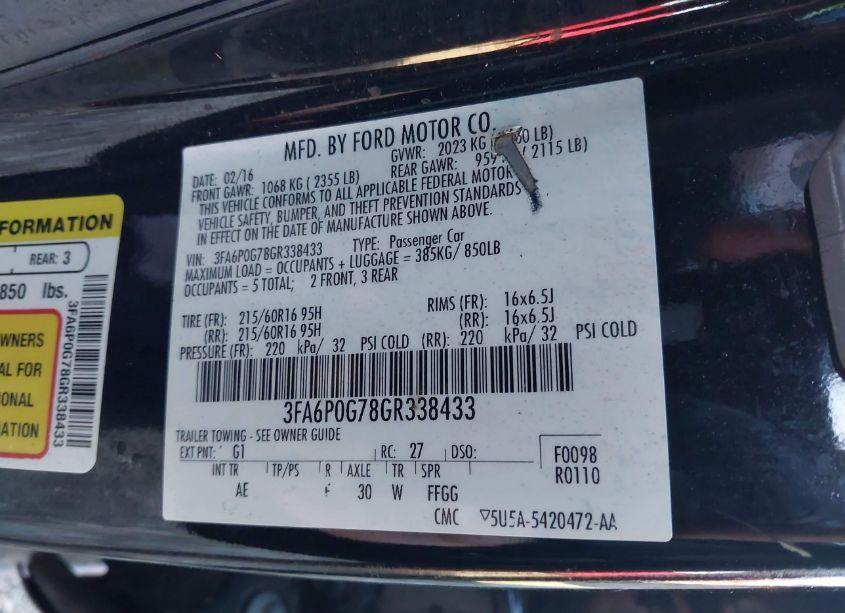 MFD. BY FORD MOTOR CO.
DATE: 02/16 GVWR: 2023 KG ( 60 LB)
FRONT GAWR: 1068 KG ( 2355 LB) REAR GAWR: 959 ( 2115 LB)
THIS VEHICLE CONFORMS TO ALL APPLICABLE FEDERAL MOTOR
VEHICLE SAFETY, BUMPER, AND THEFT PREVENTION STANDARDS
IN EFFECT ON THE DATE OF MANUFACTURE SHOWN ABOVE.
VIN: 3FA6P0G78GR338433 TYPE: Passenger Car
MAXIMUM LOAD = OCCUPANTS + LUGGAGE = 385KG/ 850LB
OCCUPANTS = 5 TOTAL; 2 FRONT, 3 REAR
TIRE (FR): 215/60R16 95H RIMS (FR): 16x6.5J
(RR): 215/60R16 95H (RR): 16x6.5J
PRESSURE (FR): 220 kPa/ 32 PSI COLD (RR): 220 kPa/ 32 PSI COLD
3FA6P0G78GR338433
TRAILER TOWING - SEE OWNER GUIDE
EXT PNT: G1 RC: 27 DSO: F0098
R0110
INT TR TP/PS R AXLE TR SPR
AE F 30 W FFGG
CMC ▽5U5A-5420472-AA
FORMATION
REAR: 3
850 lbs.
WNERS
AL FOR
IONAL
MATION
3FA6P0G78GR338433